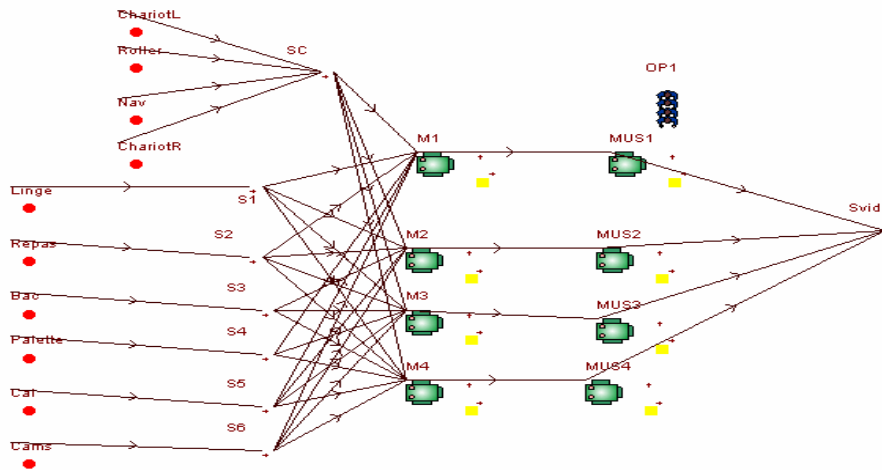 ChariotL
Roller
SC
Nav
ChariotR
OP1
M1
MUS1
Linge
S1
Svid
Repas
S2
M2
MUS2
Bac
S3
M3
MUS3
Palette
S4
M4
MUS4
Cal
S5
Cams
S6